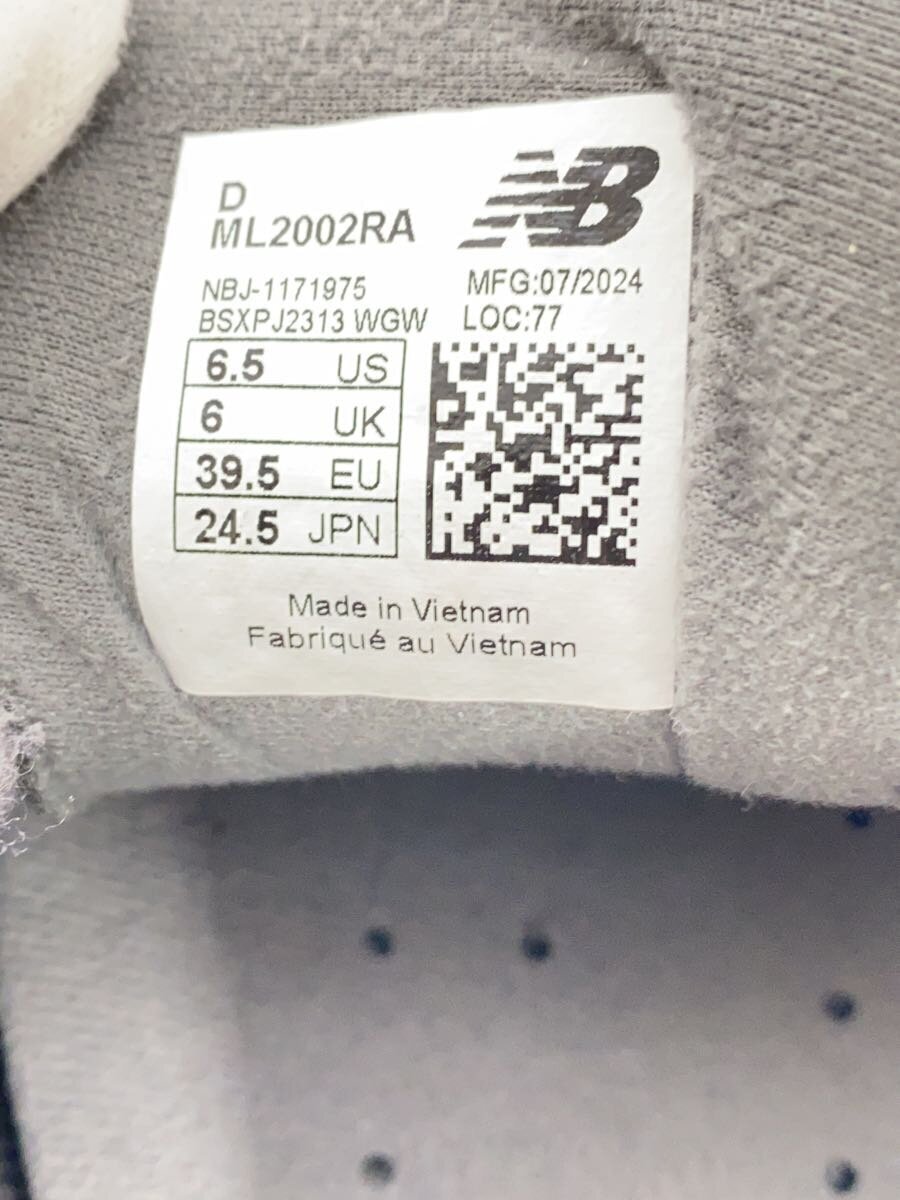 D
NB
ML2002RA
NBJ-1171975 MFG:07/2024
BSXPJ2313 WGW LOC:77
6.5 US
6 UK
39.5 EU
24.5 JPN
Made in Vietnam
Fabriqué au Vietnam